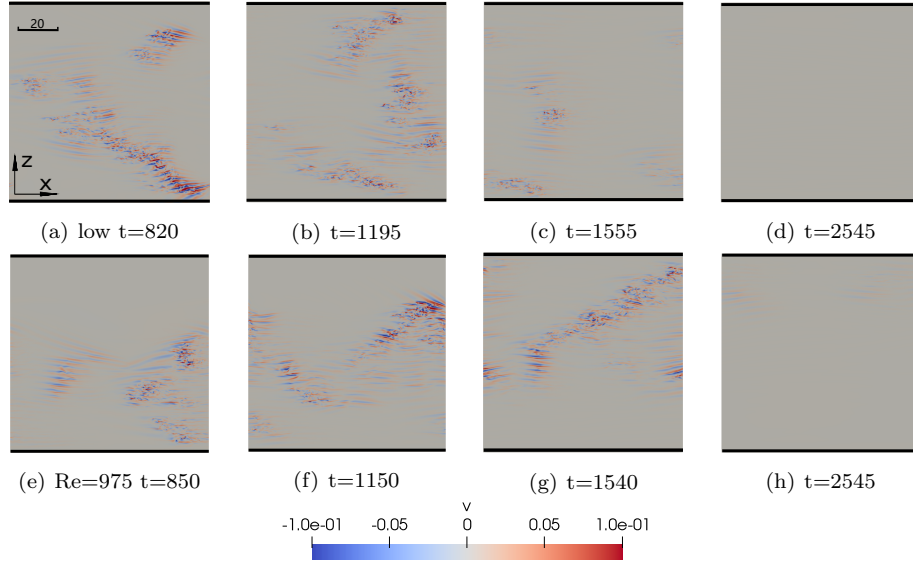 20
z
x
(a) low t=820
(b) t=1195
(c) t=1555
(d) t=2545
(e) Re=975 t=850
(f) t=1150
(g) t=1540
(h) t=2545
v
-1.0e-01 -0.05 0 0.05 1.0e-01